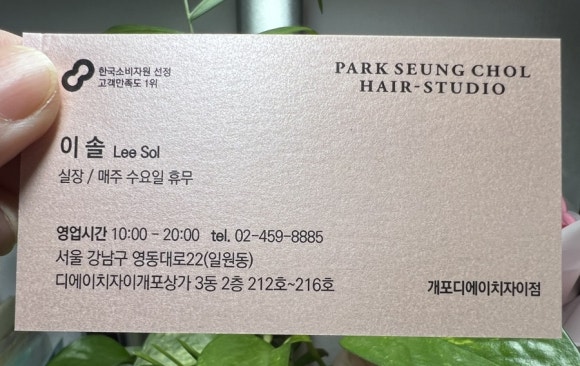 한국소비자원 선정
고객만족도 1위
PARK SEUNG CHOL
HAIR-STUDIO
이 솔 Lee Sol
실장 / 매주 수요일 휴무
영업시간 10:00 - 20:00 tel. 02-459-8885
서울 강남구 영동대로22(일원동)
디에이치자이개포상가 3동 2층 212호~216호
개포디에이치자이점